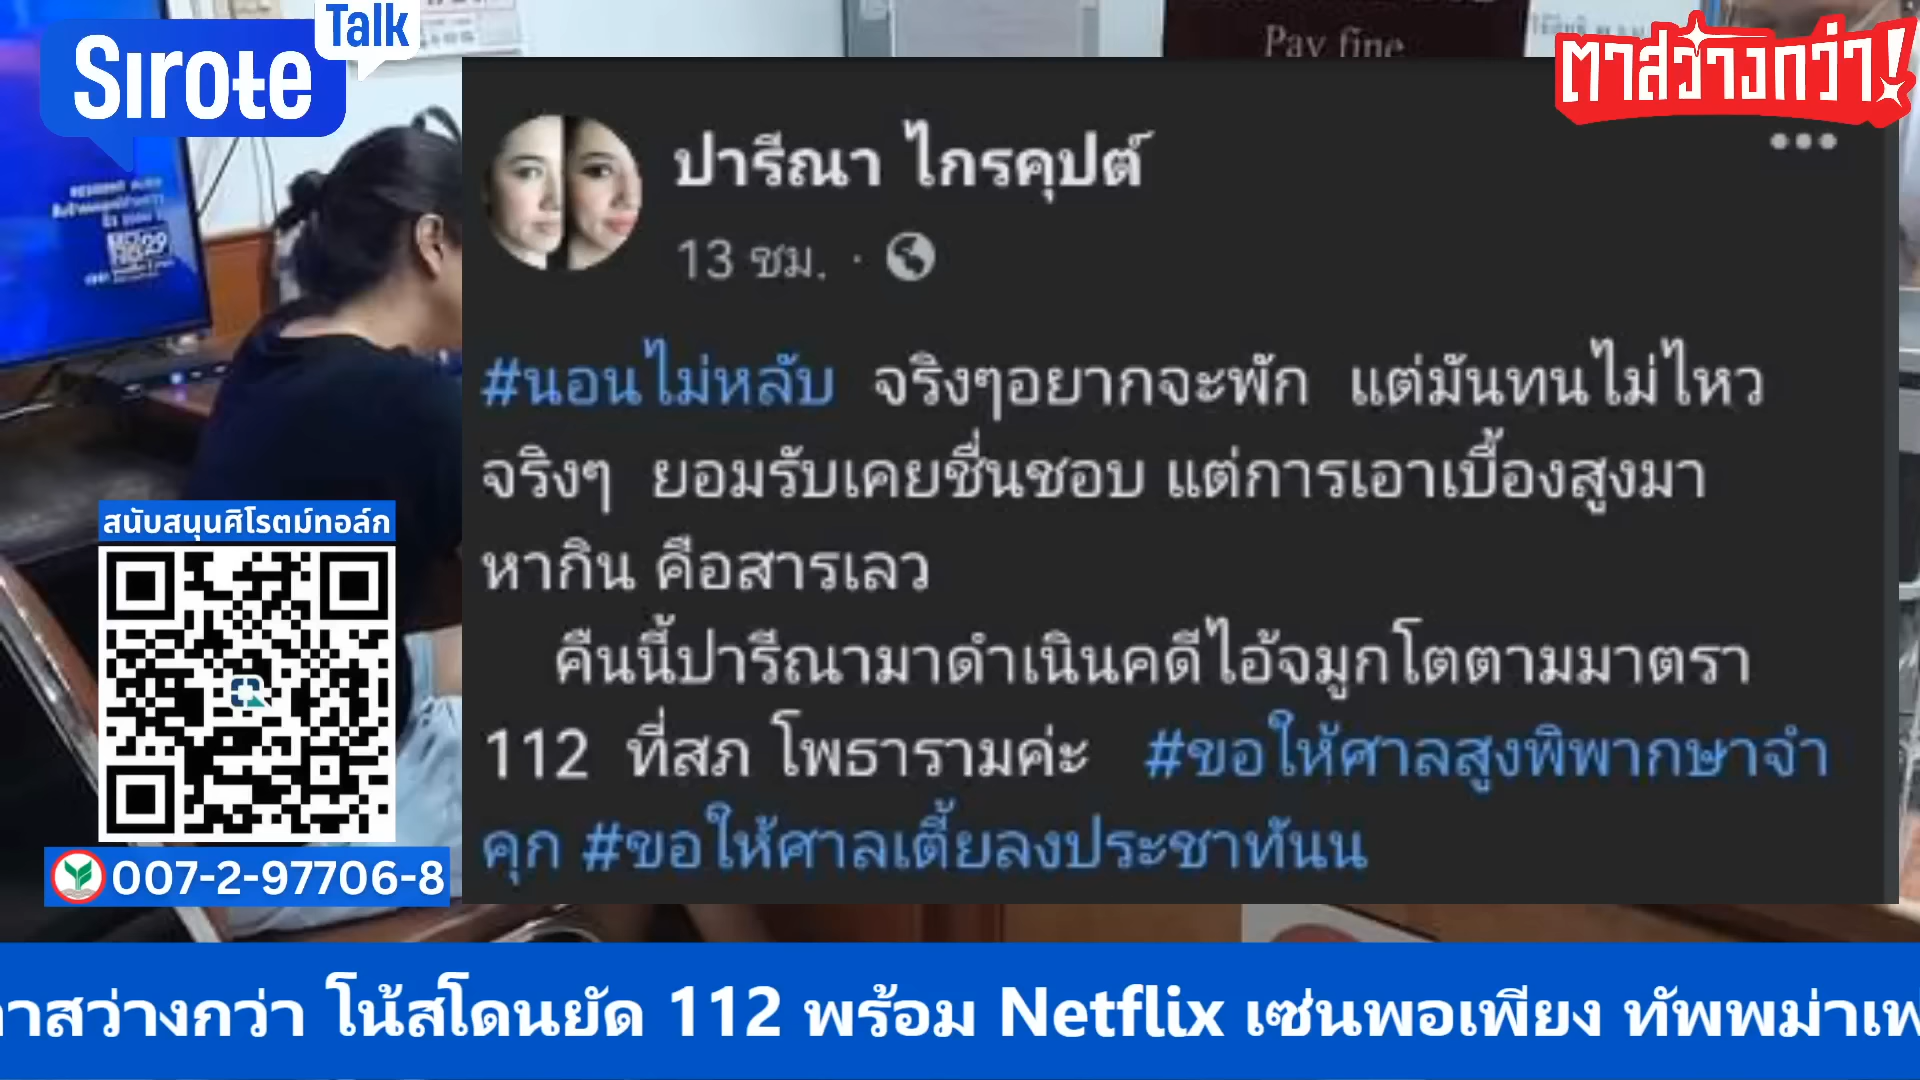 Sirote
Talk
Pay fine
ตาสว่างกว่า!
ปารีณา ไกรคุปต์
13 ชม. ·
#นอนไม่หลับ จริงๆอยากจะพัก แต่มันทนไม่ไหว
จริงๆ ยอมรับเคยชื่นชอบ แต่การเอาเบื้องสูงมา
หากิน คือสารเลว
คืนนี้ปารีณามาดำเนินคดีไอ้จมูกโตตามมาตรา
112 ที่สภ โพธารามค่ะ #ขอให้ศาลสูงพิพากษาจำ
คุก #ขอให้ศาลเตี้ยลงประชาทันน
สนับสนุนศิโรตม์ทอล์ก
007-2-97706-8
าสว่างกว่า โน้สโดนยัด 112 พร้อม Netflix เซ่นพอเพียง ทัพพม่าเพ